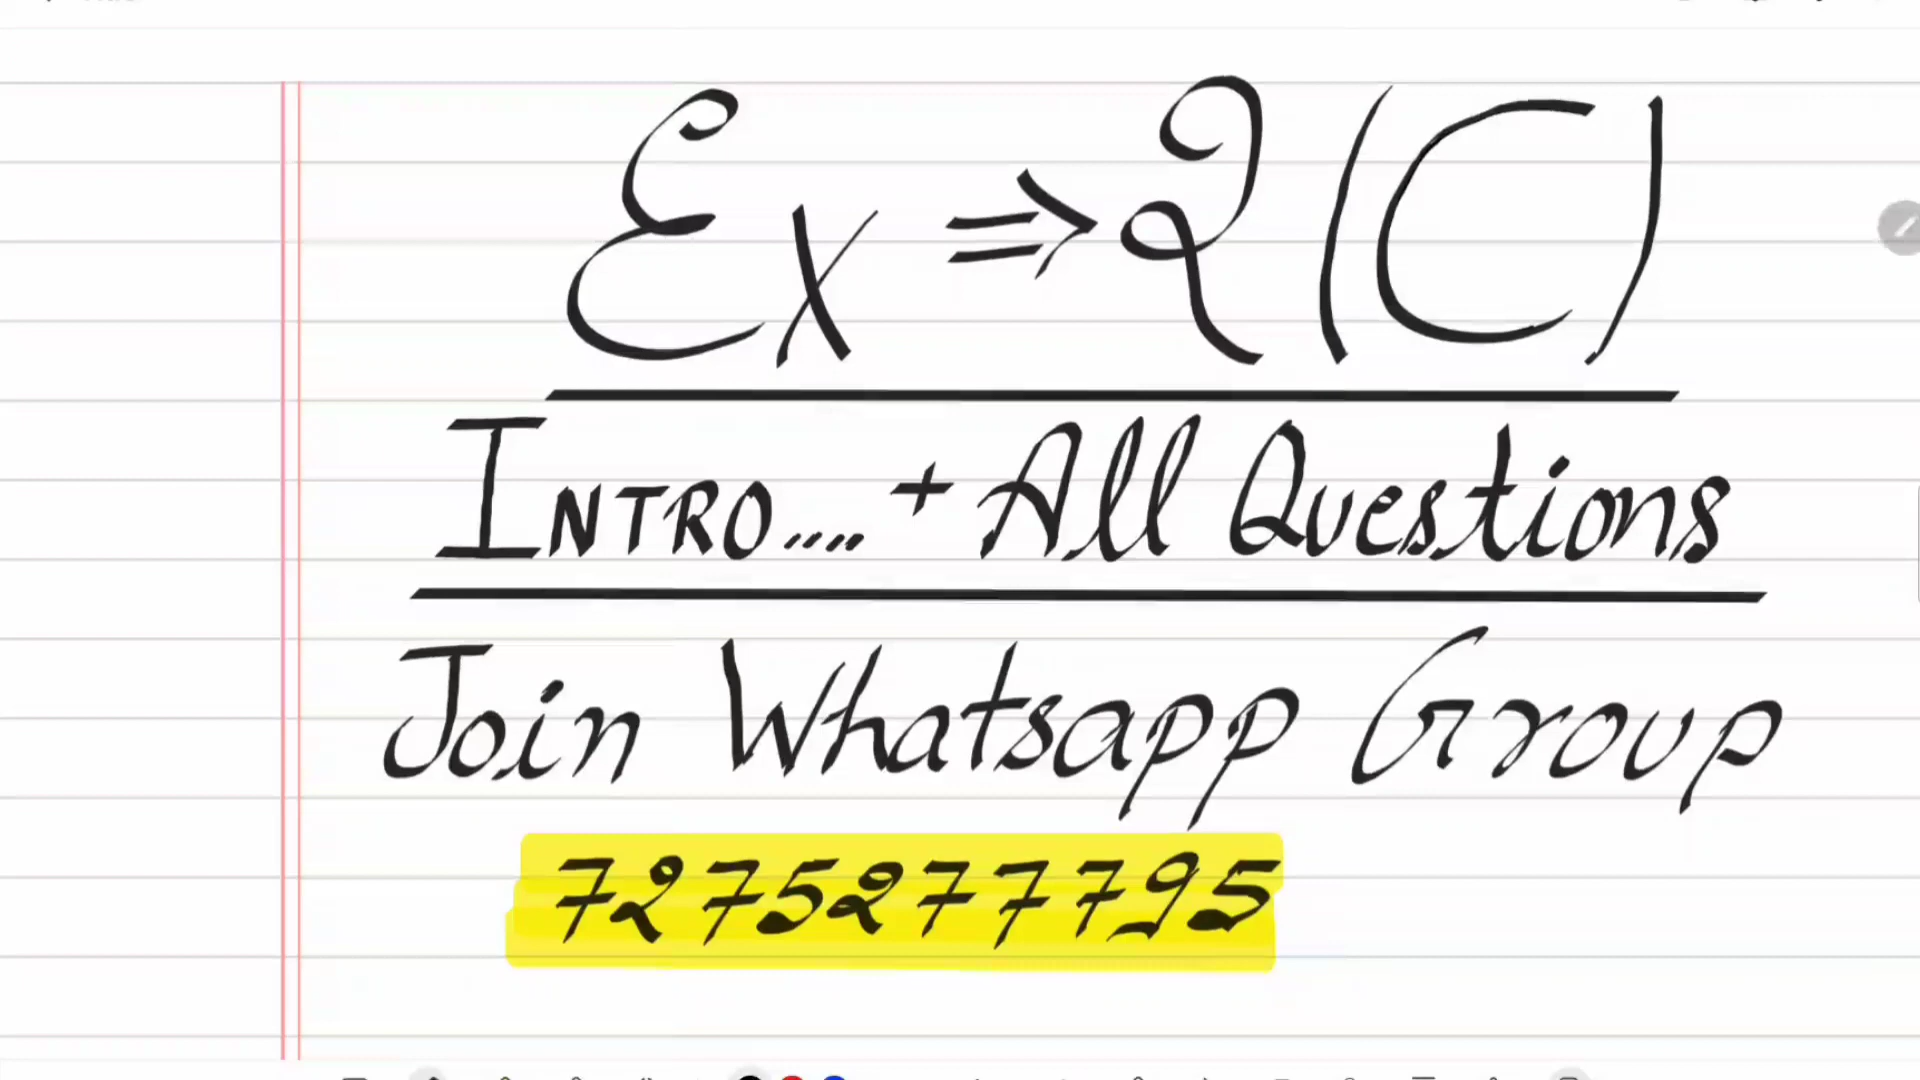 Ex ⇒ 2(C)
INTRO.... + All Questions
Join Whatsapp Group
7275277795